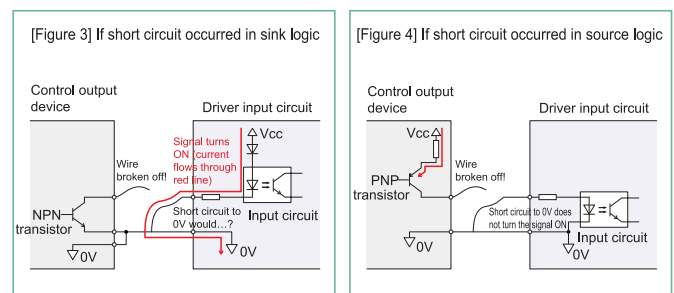 [Figure 3] If short circuit occurred in sink logic
Control output
device
Driver input circuit
Signal turns
ON (current
flows through
red line)
Vcc
Wire
broken off!
NPN
transistor
Short circuit to
0V would…?
Input circuit
0V
0V
[Figure 4] If short circuit occurred in source logic
Control output
device
Driver input circuit
Vcc
Wire
broken off!
PNP
transistor
Short circuit to 0V does
not turn the signal ON
Input circuit
0V
0V